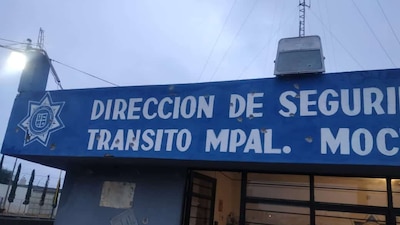 DIRECCION DE SEGURI
TRANSITO MPAL. MOC